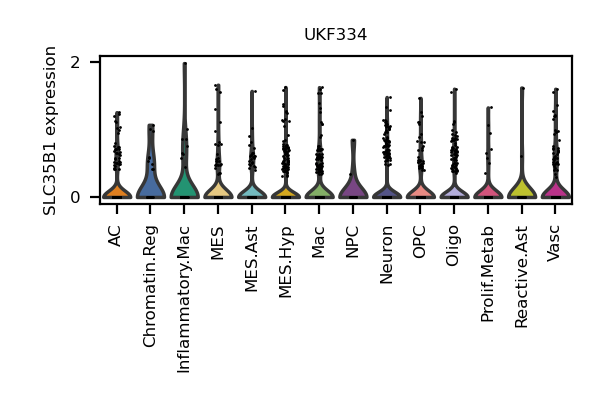 UKF334
SLC35B1 expression
2
0
AC
Chromatin.Reg
Inflammatory.Mac
MES
MES.Ast
MES.Hyp
Mac
NPC
Neuron
OPC
Oligo
Prolif.Metab
Reactive.Ast
Vasc